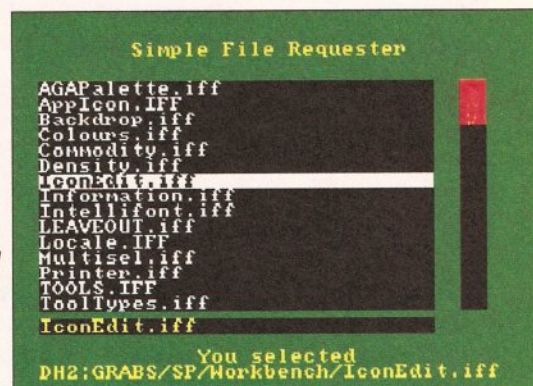 Simple File Requester
AGAPalette.iff
AppIcon.IFF
Backdrop.iff
Colours.iff
Commodity.iff
Density.iff
IconEdit.iff
Information.iff
Intellifont.iff
LEAVEOUT.iff
Locale.IFF
Multisel.iff
Printer.iff
TOOLS.IFF
ToolTypes.iff
IconEdit.iff
You selected
DH2:GRABS/SP/Workbench/IconEdit.iff